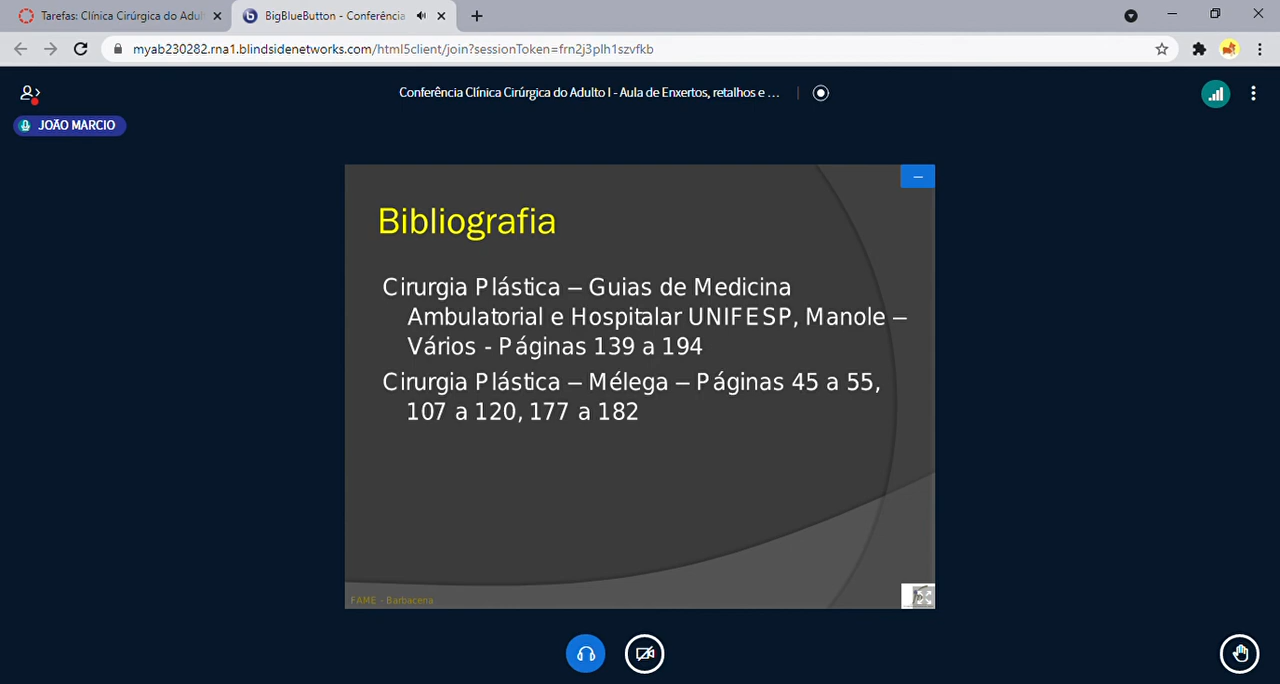 Tarefas: Clínica Cirúrgica do Adul
BigBlueButton - Conferência
myab230282.rna1.blindsidenetworks.com/html5client/join?sessionToken=frn2j3plh1szvfkb
Conferência Clínica Cirúrgica do Adulto I - Aula de Enxertos, retalhos e ...
JOÃO MARCIO
Bibliografia
Cirurgia Plástica – Guias de Medicina
Ambulatorial e Hospitalar UNIFESP, Manole –
Vários - Páginas 139 a 194
Cirurgia Plástica – Mélega – Páginas 45 a 55,
107 a 120, 177 a 182
FAME - Barbacena